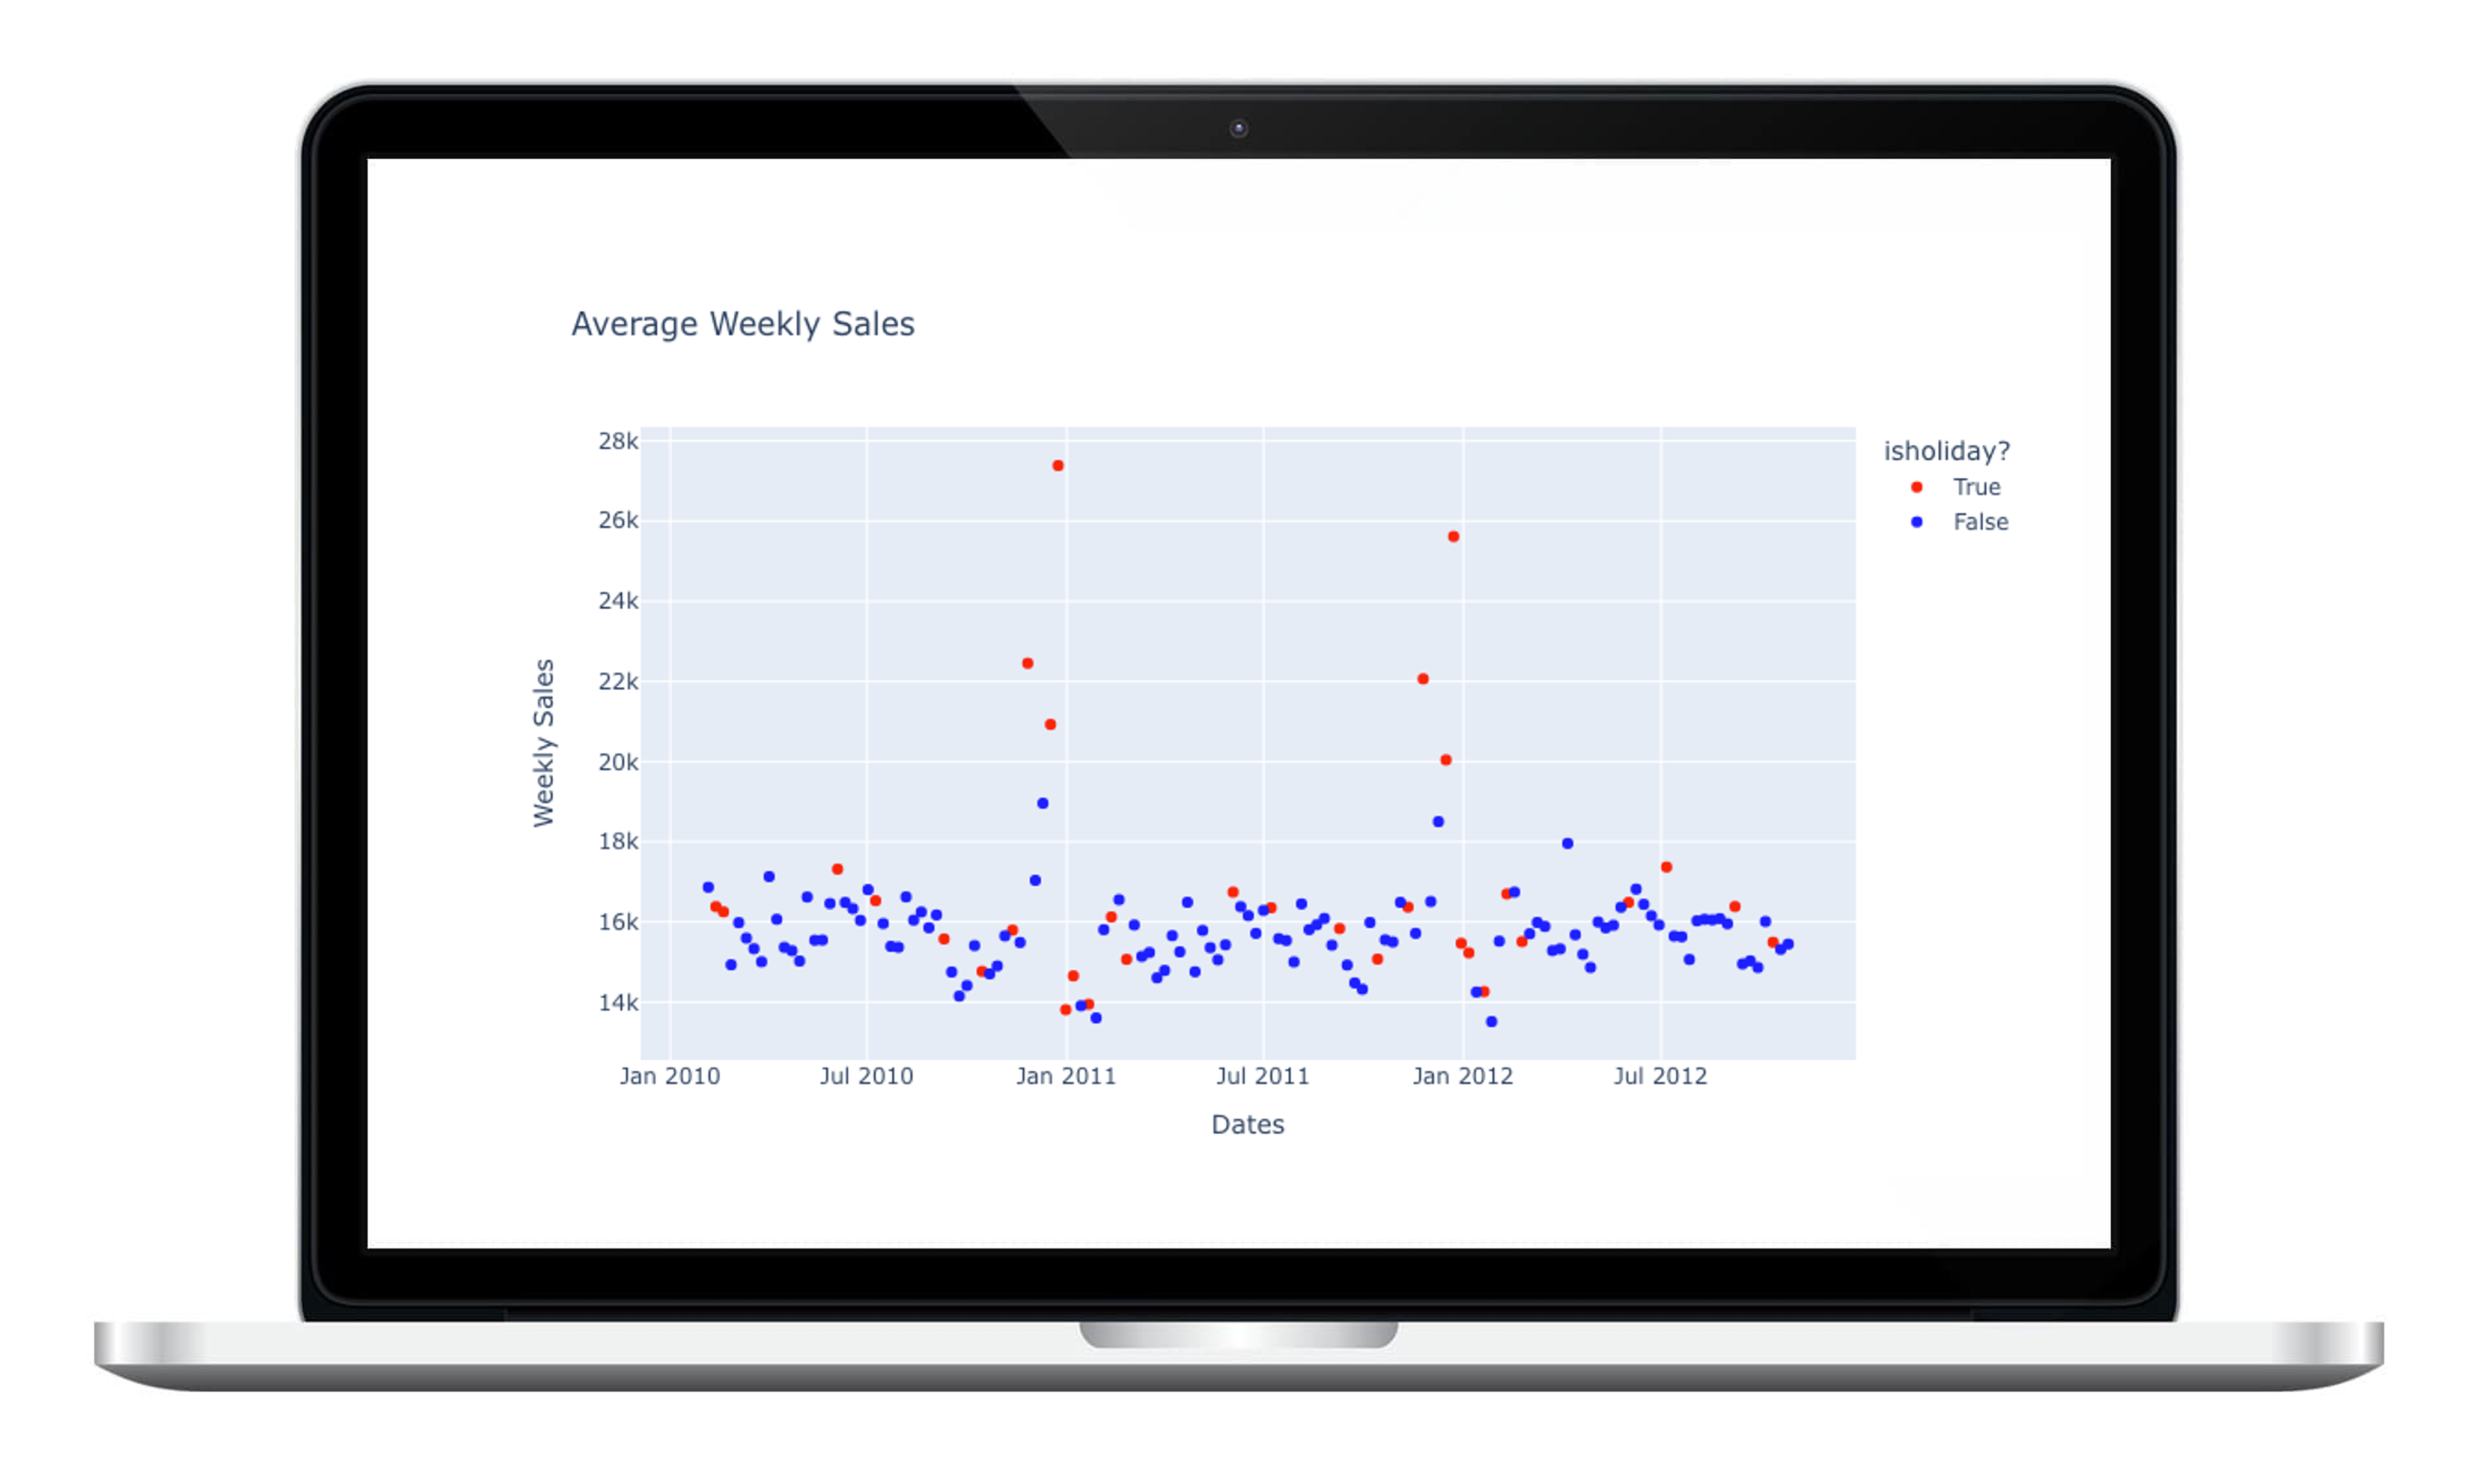 Average Weekly Sales
28k
26k
24k
22k
20k
18k
16k
14k
Weekly Sales
Jan 2010
Jul 2010
Jan 2011
Jul 2011
Jan 2012
Jul 2012
Dates
isholiday?
True
False